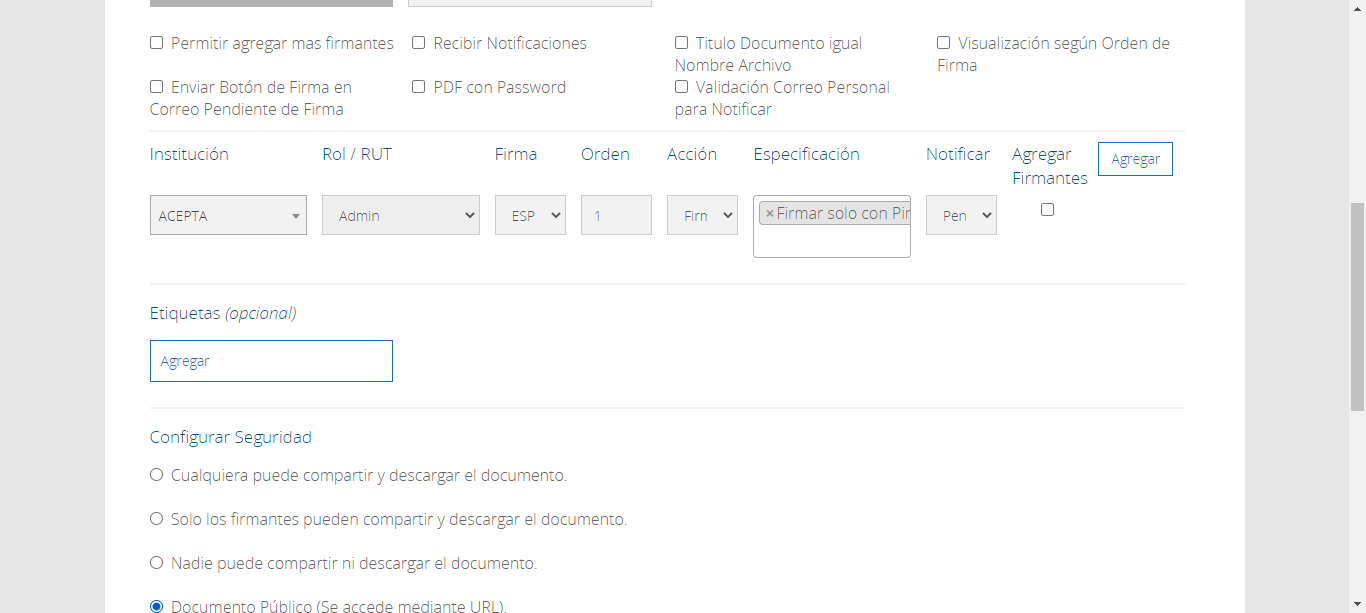 Permitir agregar mas firmantes
Recibir Notificaciones
Titulo Documento igual
Nombre Archivo
Visualización según Orden de
Firma
Enviar Botón de Firma en
Correo Pendiente de Firma
PDF con Password
Validación Correo Personal
para Notificar
Institución
Rol / RUT
Firma
Orden
Acción
Especificación
Notificar
Agregar
Firmantes
Agregar
ACEPTA
Admin
ESP
1
Firn
×Firmar solo con Pir
Pen
Etiquetas (opcional)
Agregar
Configurar Seguridad
Cualquiera puede compartir y descargar el documento.
Solo los firmantes pueden compartir y descargar el documento.
Nadie puede compartir ni descargar el documento.
Documento Público (Se accede mediante URL).